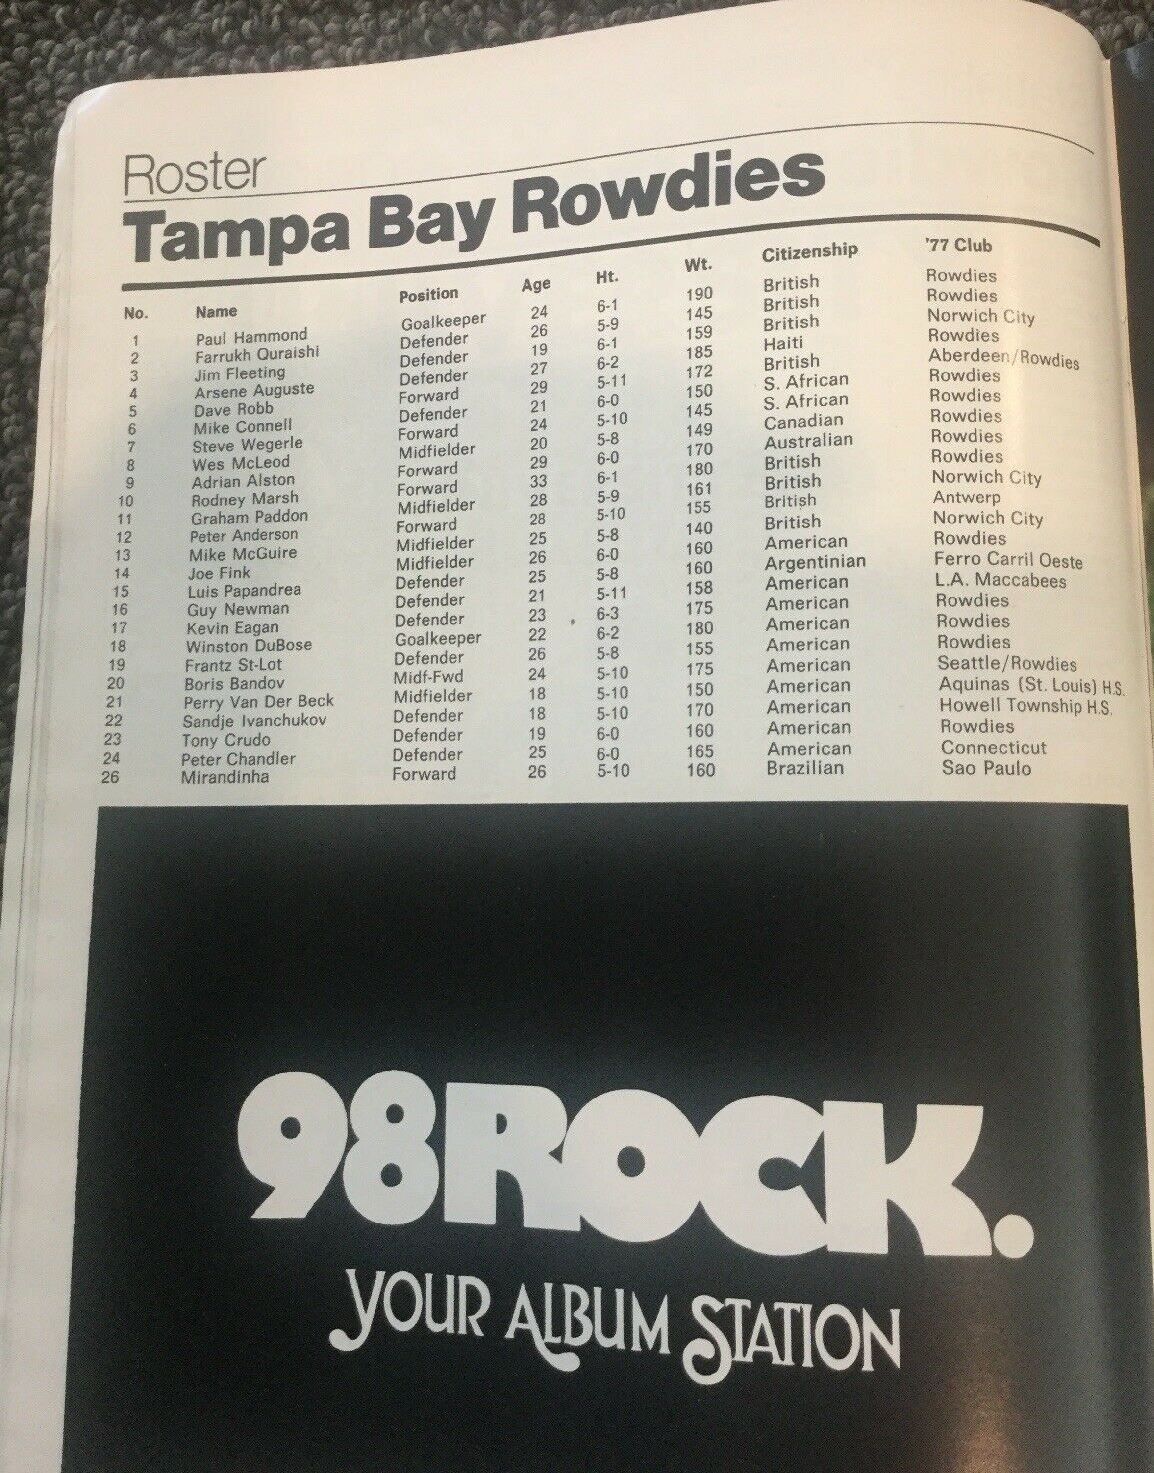 Roster
Tampa Bay Rowdies
No. Name Position Age Ht. Wt. Citizenship '77 Club
1 Paul Hammond Goalkeeper 24 6-1 190 British Rowdies
2 Farrukh Quraishi Defender 26 5-9 145 British Rowdies
3 Jim Fleeting Defender 19 6-1 159 British Norwich City
4 Arsene Auguste Defender 27 6-2 185 Haiti Rowdies
5 Dave Robb Forward 29 5-11 172 British Aberdeen/Rowdies
6 Mike Connell Defender 21 6-0 150 S. African Rowdies
7 Steve Wegerle Forward 24 5-10 145 S. African Rowdies
8 Wes McLeod Midfielder 20 5-8 149 Canadian Rowdies
9 Adrian Alston Forward 29 6-0 170 Australian Rowdies
10 Rodney Marsh Forward 33 6-1 180 British Rowdies
11 Graham Paddon Midfielder 28 5-9 161 British Norwich City
12 Peter Anderson Forward 28 5-10 155 British Antwerp
13 Mike McGuire Midfielder 25 5-8 140 British Norwich City
14 Joe Fink Midfielder 26 6-0 160 American Rowdies
15 Luis Papandrea Defender 25 5-8 160 Argentinian Ferro Carril Oeste
16 Guy Newman Defender 21 5-11 158 American L.A. Maccabees
17 Kevin Eagan Defender 23 6-3 175 American Rowdies
18 Winston DuBose Goalkeeper 22 6-2 180 American Rowdies
19 Frantz St-Lot Defender 26 5-8 155 American Rowdies
20 Boris Bandov Midf-Fwd 24 5-10 175 American Seattle/Rowdies
21 Perry Van Der Beck Midfielder 18 5-10 150 American Aquinas (St. Louis) H.S.
22 Sandje Ivanchukov Defender 18 5-10 170 American Howell Township H.S.
23 Tony Crudo Defender 19 6-0 160 American Rowdies
24 Peter Chandler Defender 25 6-0 165 American Connecticut
26 Mirandinha Forward 26 5-10 160 Brazilian Sao Paulo
98ROCK.
YOUR ALBUM STATION